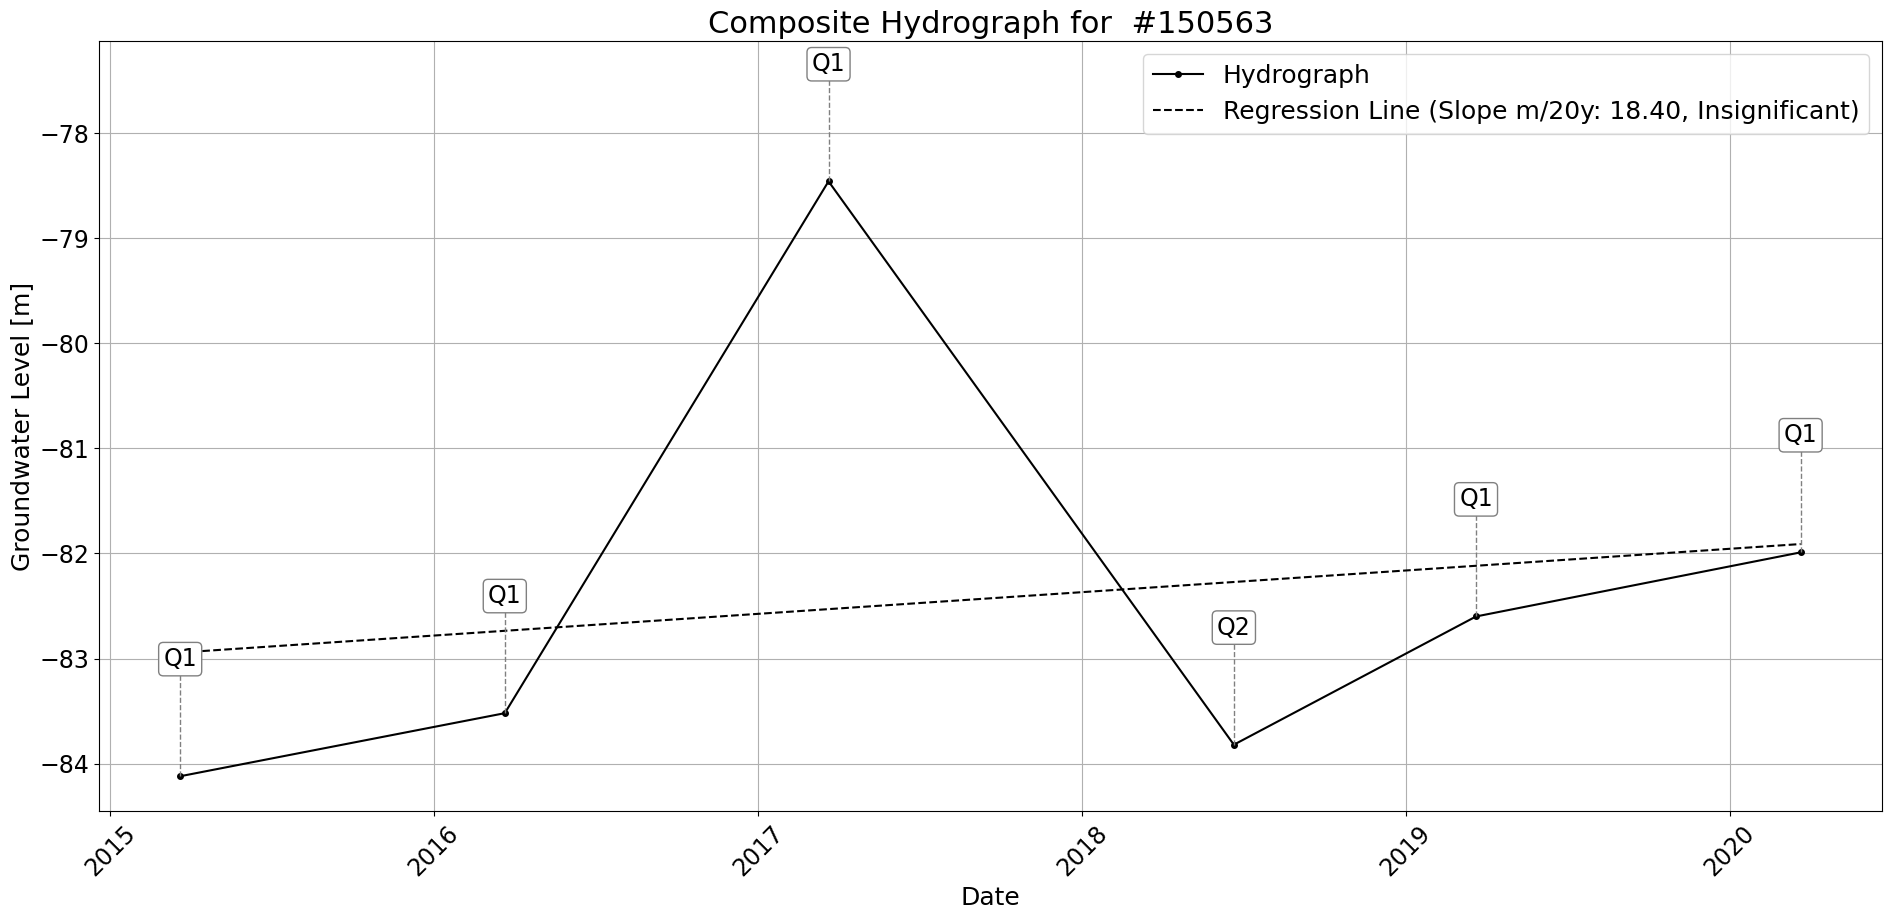 Composite Hydrograph for  #150563
Hydrograph
Regression Line (Slope m/20y: 18.40, Insignificant)
Groundwater Level [m]
−78
−79
−80
−81
−82
−83
−84
Q1
Q1
Q1
Q2
Q1
Q1
2015
2016
2017
2018
2019
2020
Date